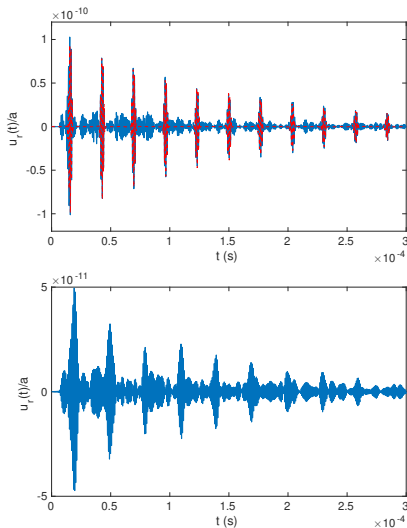 ×10⁻¹⁰
1
0.5
0
-0.5
-1
u_r(t)/a
0 0.5 1 1.5 2 2.5 3
t (s) ×10⁻⁴
×10⁻¹¹
5
0
-5
u_r(t)/a
0 0.5 1 1.5 2 2.5 3
t (s) ×10⁻⁴